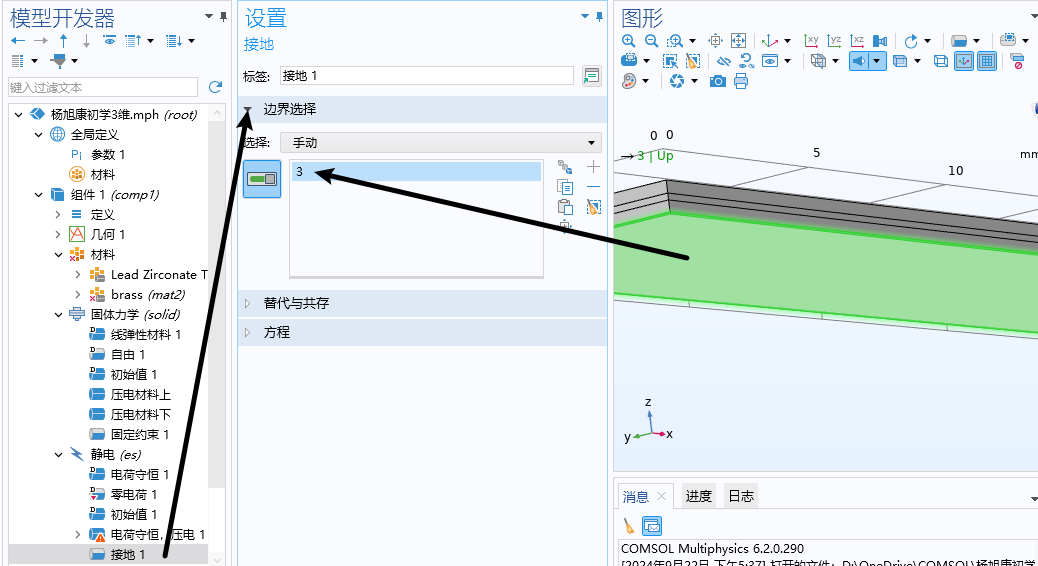 模型开发器
键入过滤文本
杨旭康初学3维.mph (root)
全局定义
Pi 参数 1
材料
组件 1 (comp1)
定义
几何 1
材料
Lead Zirconate T
brass (mat2)
固体力学 (solid)
线弹性材料 1
自由 1
初始值 1
压电材料上
压电材料下
固定约束 1
静电 (es)
电荷守恒 1
零电荷 1
初始值 1
电荷守恒，压电 1
接地 1
设置
接地
标签: 接地 1
边界选择
选择: 手动
3
替代与共存
方程
图形
xy yz xz
0 0
3 | Up
5
mm
10
z
y x
消息 进度 日志
COMSOL Multiphysics 6.2.0.290
[2024年9月22日 下午5:37] 打开的文件: D:\OneDrive\COMSOL\杨旭康初学